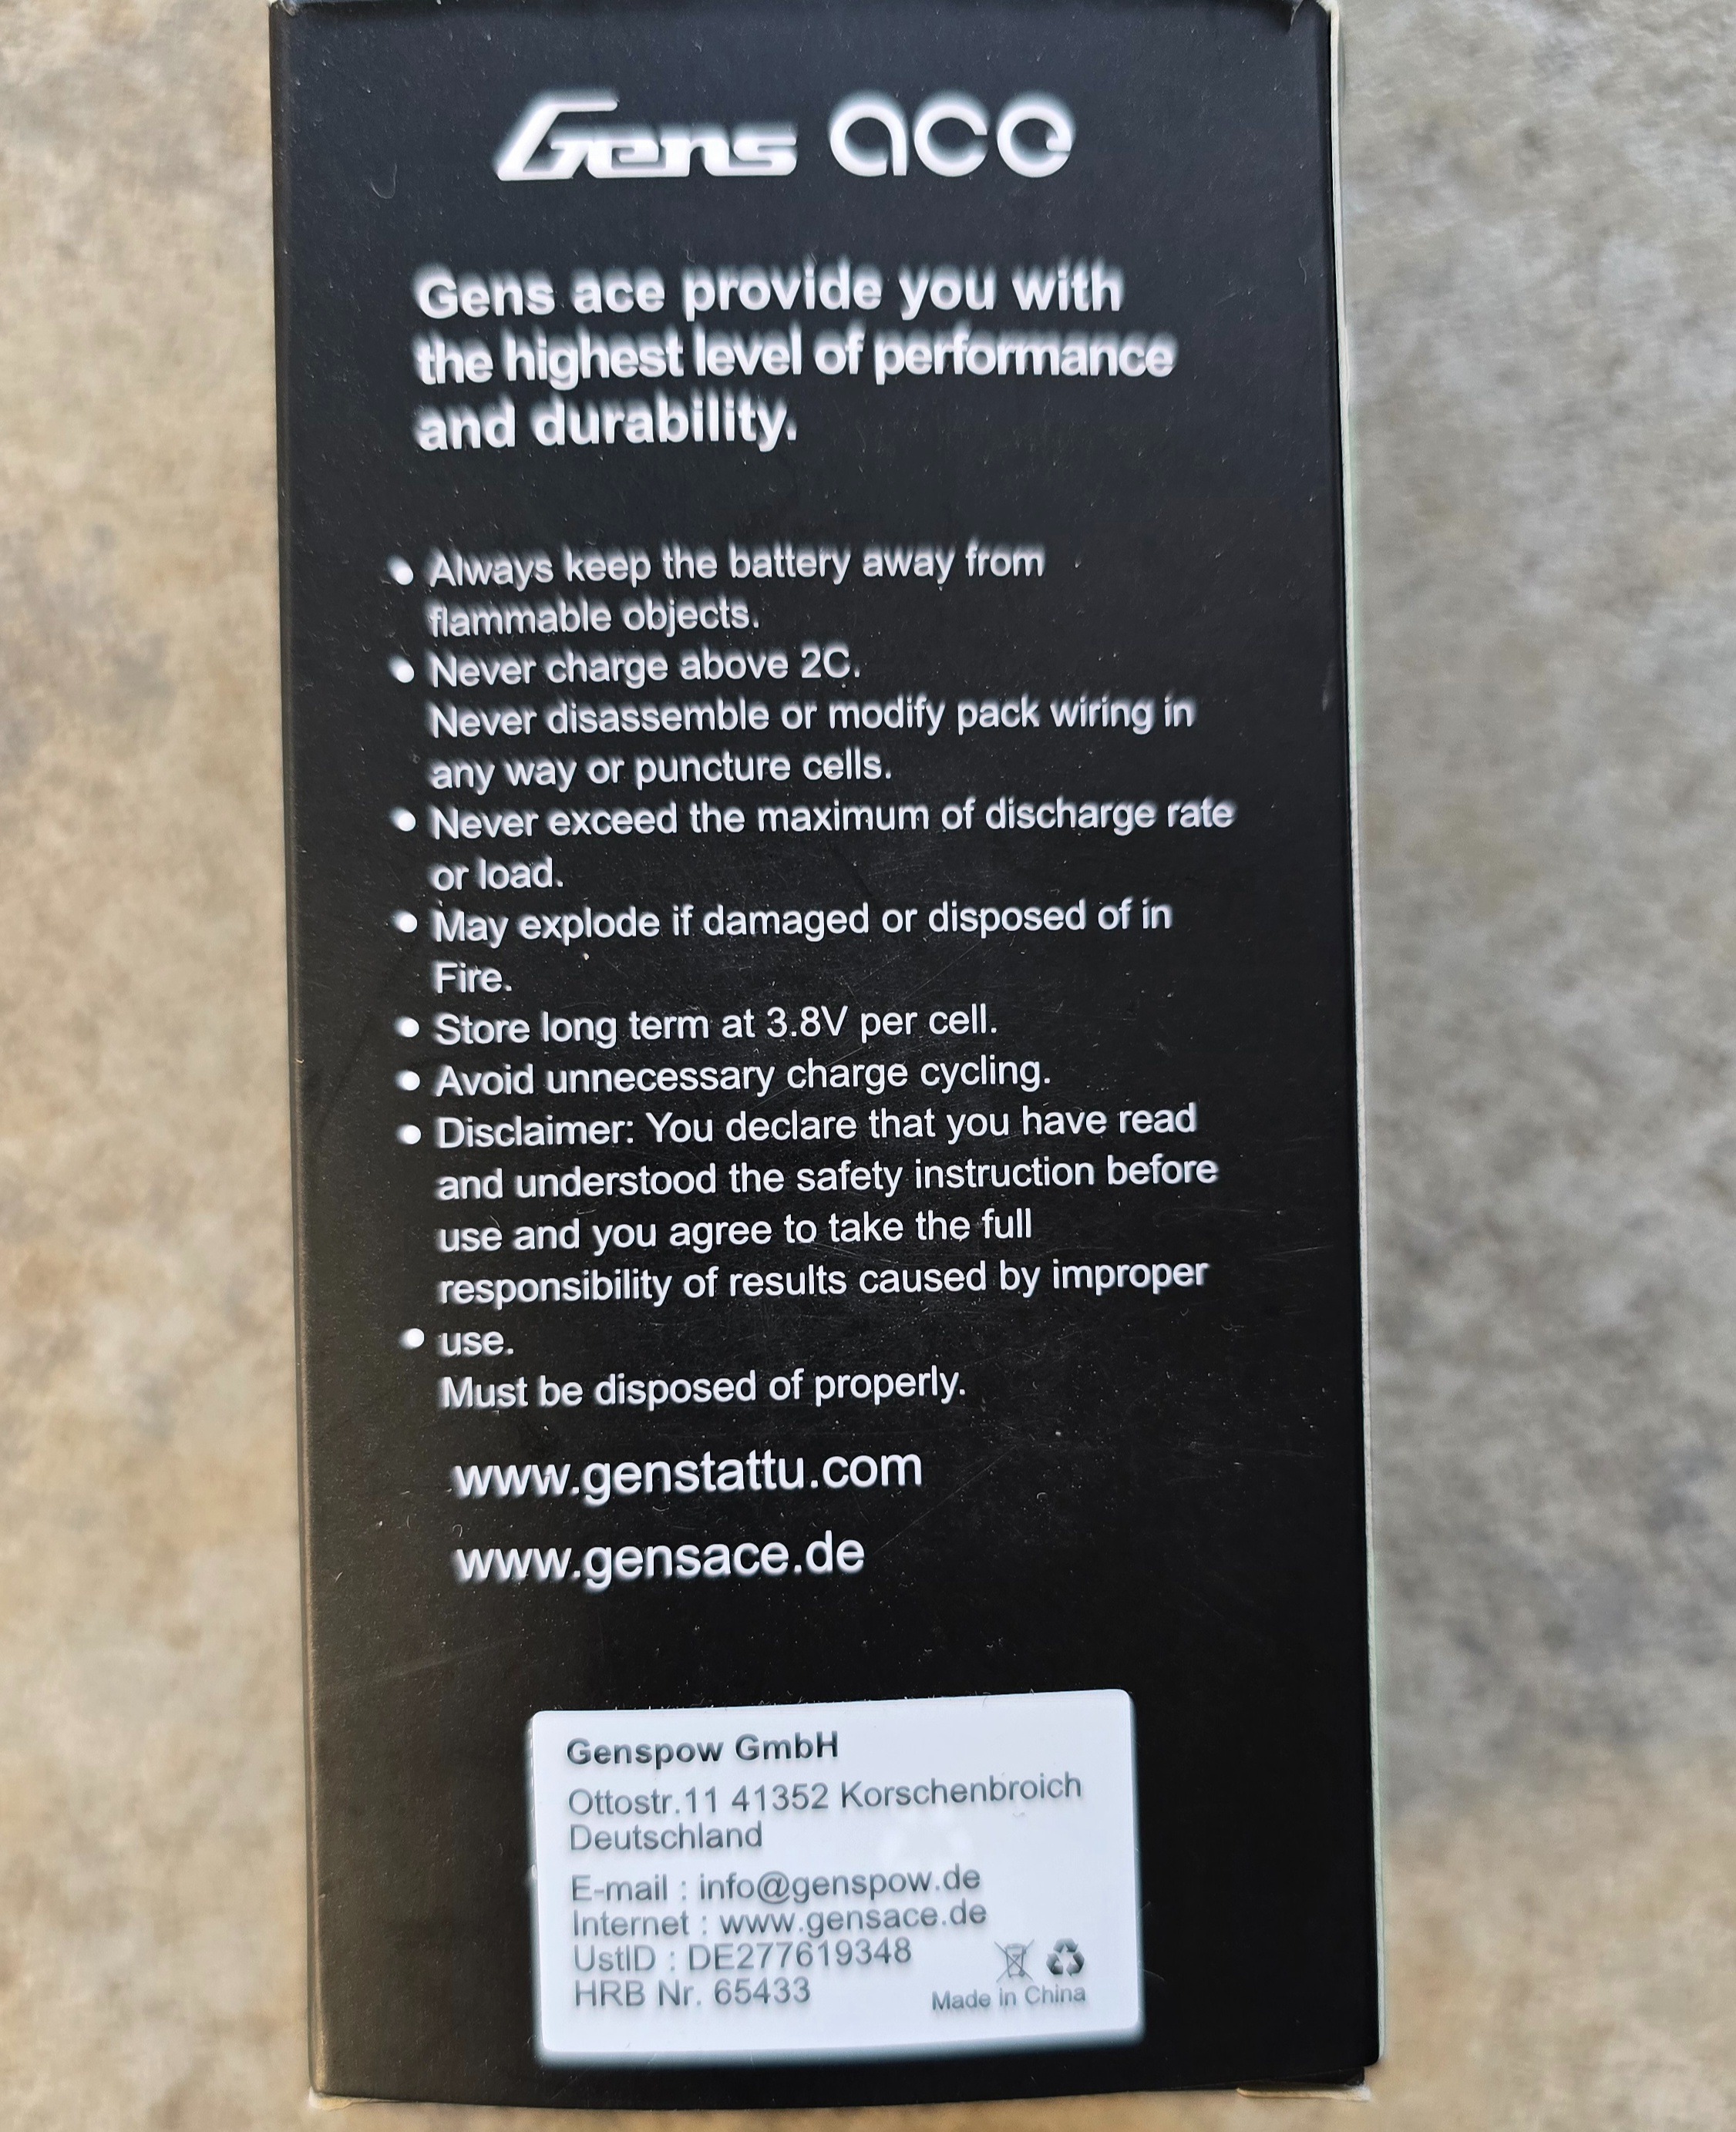 Gens ace
Gens ace provide you with
the highest level of performance
and durability.
• Always keep the battery away from
flammable objects.
• Never charge above 2C.
Never disassemble or modify pack wiring in
any way or puncture cells.
• Never exceed the maximum of discharge rate
or load.
• May explode if damaged or disposed of in
Fire.
• Store long term at 3.8V per cell.
• Avoid unnecessary charge cycling.
• Disclaimer: You declare that you have read
and understood the safety instruction before
use and you agree to take the full
responsibility of results caused by improper
• use.
Must be disposed of properly.
www.genstattu.com
www.gensace.de
Genspow GmbH
Ottostr.11 41352 Korschenbroich
Deutschland
E-mail : info@genspow.de
Internet : www.gensace.de
UstID : DE277619348
HRB Nr. 65433
Made in China